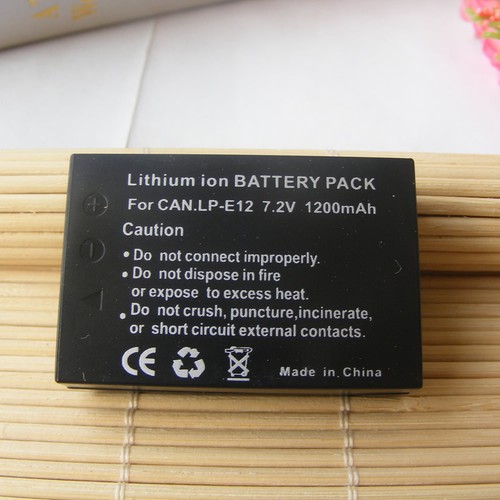 Lithium ion BATTERY PACK
For CAN.LP-E12 7.2V 1200mAh
Caution
• Do not connect improperly.
• Do not dispose in fire
or expose to excess heat.
• Do not crush, puncture,incinerate,
or short circuit external contacts.
CE
Made in China